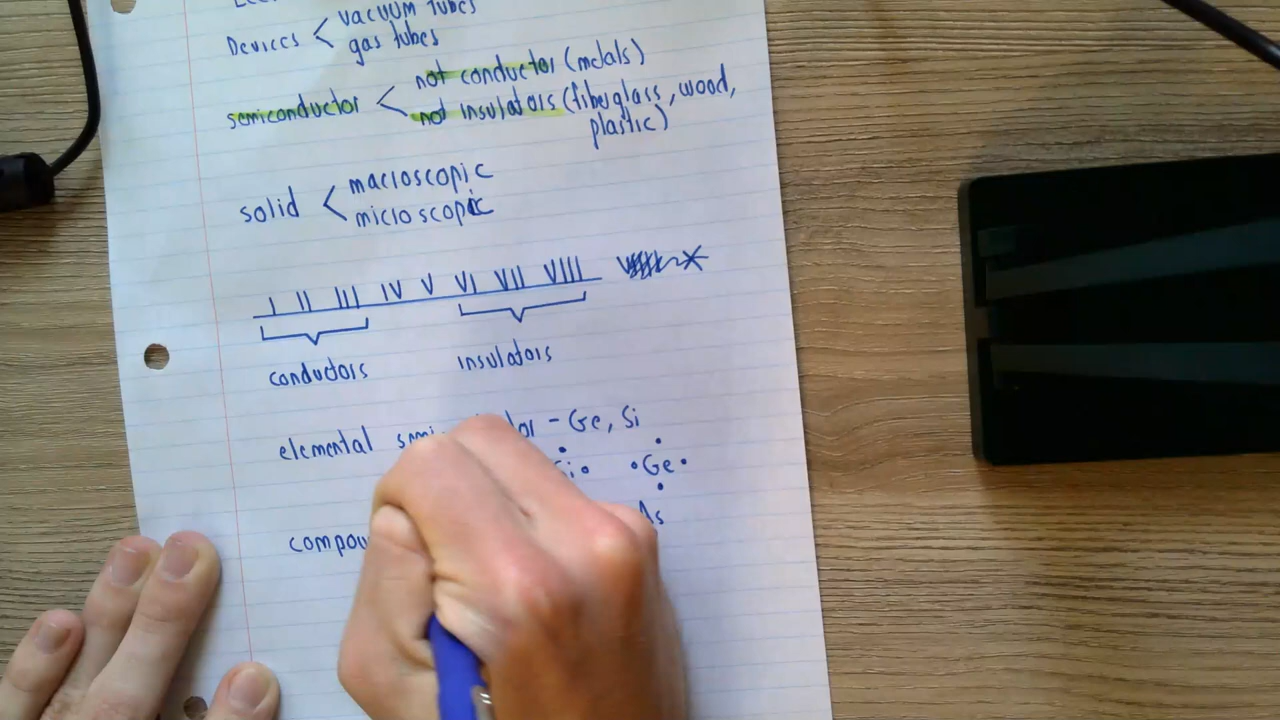 vacuum tubes
Devices < gas tubes
not conductor (metals)
semiconductor < not insulators (fiberglass, wood,
plastic)
solid < macroscopic
microscopic
I II III IV V VI VII VIII
conductors insulators
elemental - Ge, Si
Ge
As